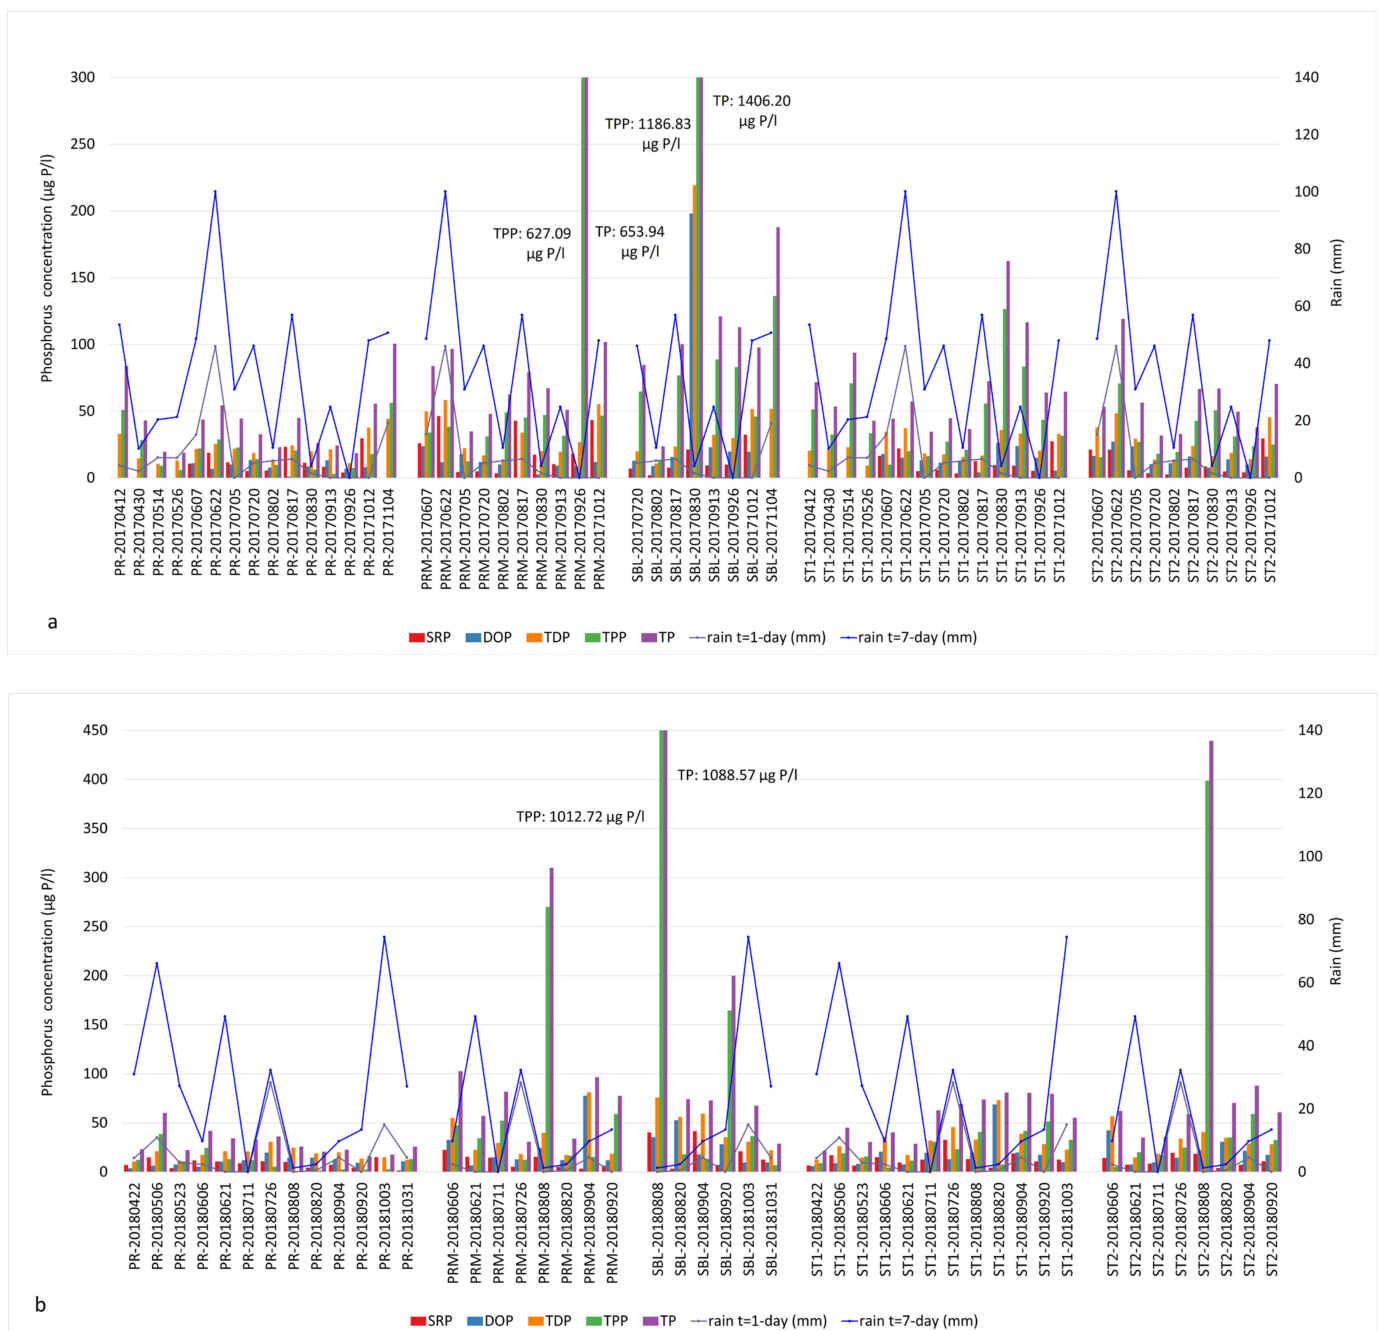 300
250
200
150
100
50
0
Phosphorus concentration (µg P/l)
140
120
100
80
60
40
20
0
Rain (mm)
TPP: 627.09
µg P/l
TP: 653.94
µg P/l
TPP: 1186.83
µg P/l
TP: 1406.20
µg P/l
PR-20170412
PR-20170430
PR-20170514
PR-20170526
PR-20170607
PR-20170622
PR-20170705
PR-20170720
PR-20170802
PR-20170817
PR-20170830
PR-20170913
PR-20170926
PR-20171012
PR-20171104
PRM-20170607
PRM-20170622
PRM-20170705
PRM-20170720
PRM-20170802
PRM-20170817
PRM-20170830
PRM-20170913
PRM-20170926
PRM-20171012
SBL-20170720
SBL-20170802
SBL-20170817
SBL-20170830
SBL-20170913
SBL-20170926
SBL-20171012
SBL-20171104
ST1-20170412
ST1-20170430
ST1-20170514
ST1-20170526
ST1-20170607
ST1-20170622
ST1-20170705
ST1-20170720
ST1-20170802
ST1-20170817
ST1-20170830
ST1-20170913
ST1-20170926
ST1-20171012
ST2-20170607
ST2-20170622
ST2-20170705
ST2-20170720
ST2-20170802
ST2-20170817
ST2-20170830
ST2-20170913
ST2-20170926
ST2-20171012
a
SRP DOP TDP TPP TP rain t=1-day (mm) rain t=7-day (mm)
450
400
350
300
250
200
150
100
50
0
Phosphorus concentration (µg P/l)
140
120
100
80
60
40
20
0
Rain (mm)
TPP: 1012.72 µg P/l
TP: 1088.57 µg P/l
PR-20180422
PR-20180506
PR-20180523
PR-20180606
PR-20180621
PR-20180711
PR-20180726
PR-20180808
PR-20180820
PR-20180904
PR-20180920
PR-20181003
PR-20181031
PRM-20180606
PRM-20180621
PRM-20180711
PRM-20180726
PRM-20180808
PRM-20180820
PRM-20180904
PRM-20180920
SBL-20180808
SBL-20180820
SBL-20180904
SBL-20180920
SBL-20181003
SBL-20181031
ST1-20180422
ST1-20180506
ST1-20180523
ST1-20180606
ST1-20180621
ST1-20180711
ST1-20180726
ST1-20180808
ST1-20180820
ST1-20180904
ST1-20180920
ST1-20181003
ST2-20180606
ST2-20180621
ST2-20180711
ST2-20180726
ST2-20180808
ST2-20180820
ST2-20180904
ST2-20180920
b
SRP DOP TDP TPP TP rain t=1-day (mm) rain t=7-day (mm)